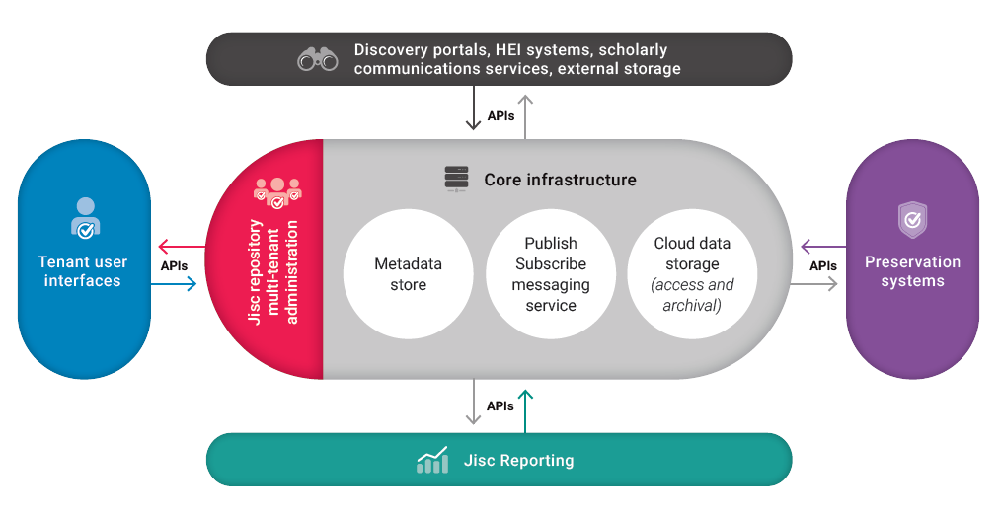 Discovery portals, HEI systems, scholarly
communications services, external storage
APIs
Core infrastructure
Jisc repository
multi-tenant
administration
Metadata
store
Publish
Subscribe
messaging
service
Cloud data
storage
(access and
archival)
Tenant user
interfaces
APIs
APIs
Preservation
systems
APIs
Jisc Reporting